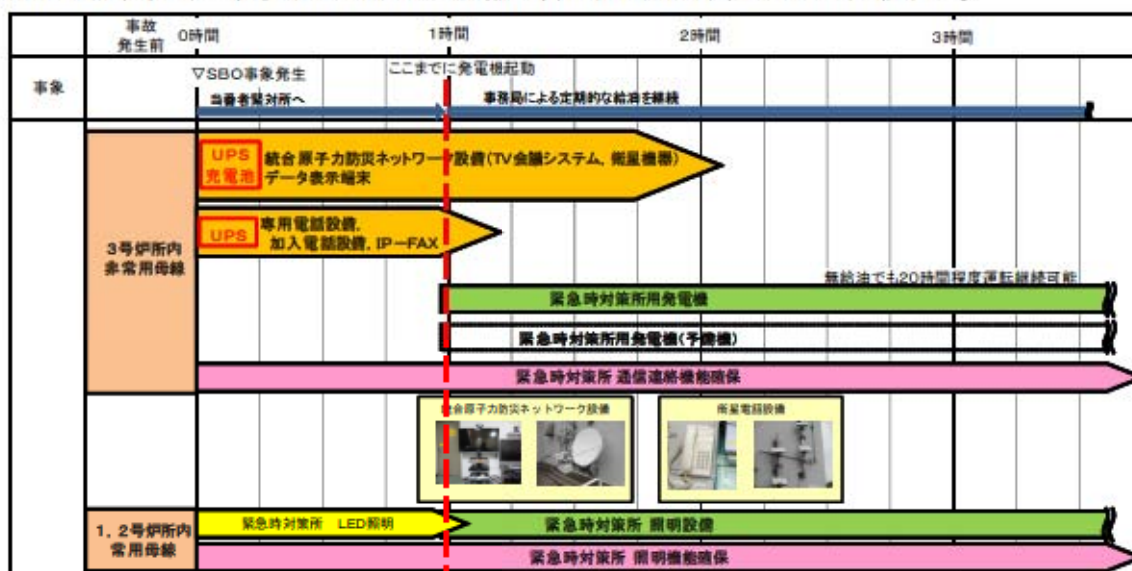 事故
発生前
0時間
1時間
2時間
3時間
事象
▽SBO事象発生
ここまでに発電機起動
当番者緊対所へ
事務局による定期的な給油を継続
3号炉所内
非常用母線
UPS
充電池
統合原子力防災ネットワーク設備(TV会議システム, 衛星機器)
データ表示端末
UPS
専用電話設備,
加入電話設備, IP-FAX
無給油でも20時間程度運転継続可能
緊急時対策所用発電機
緊急時対策所用発電機(予備機)
緊急時対策所 通信連絡機能確保
統合原子力防災ネットワーク設備
衛星電話設備
1, 2号炉所内
常用母線
緊急時対策所 LED照明
緊急時対策所 照明設備
緊急時対策所 照明機能確保